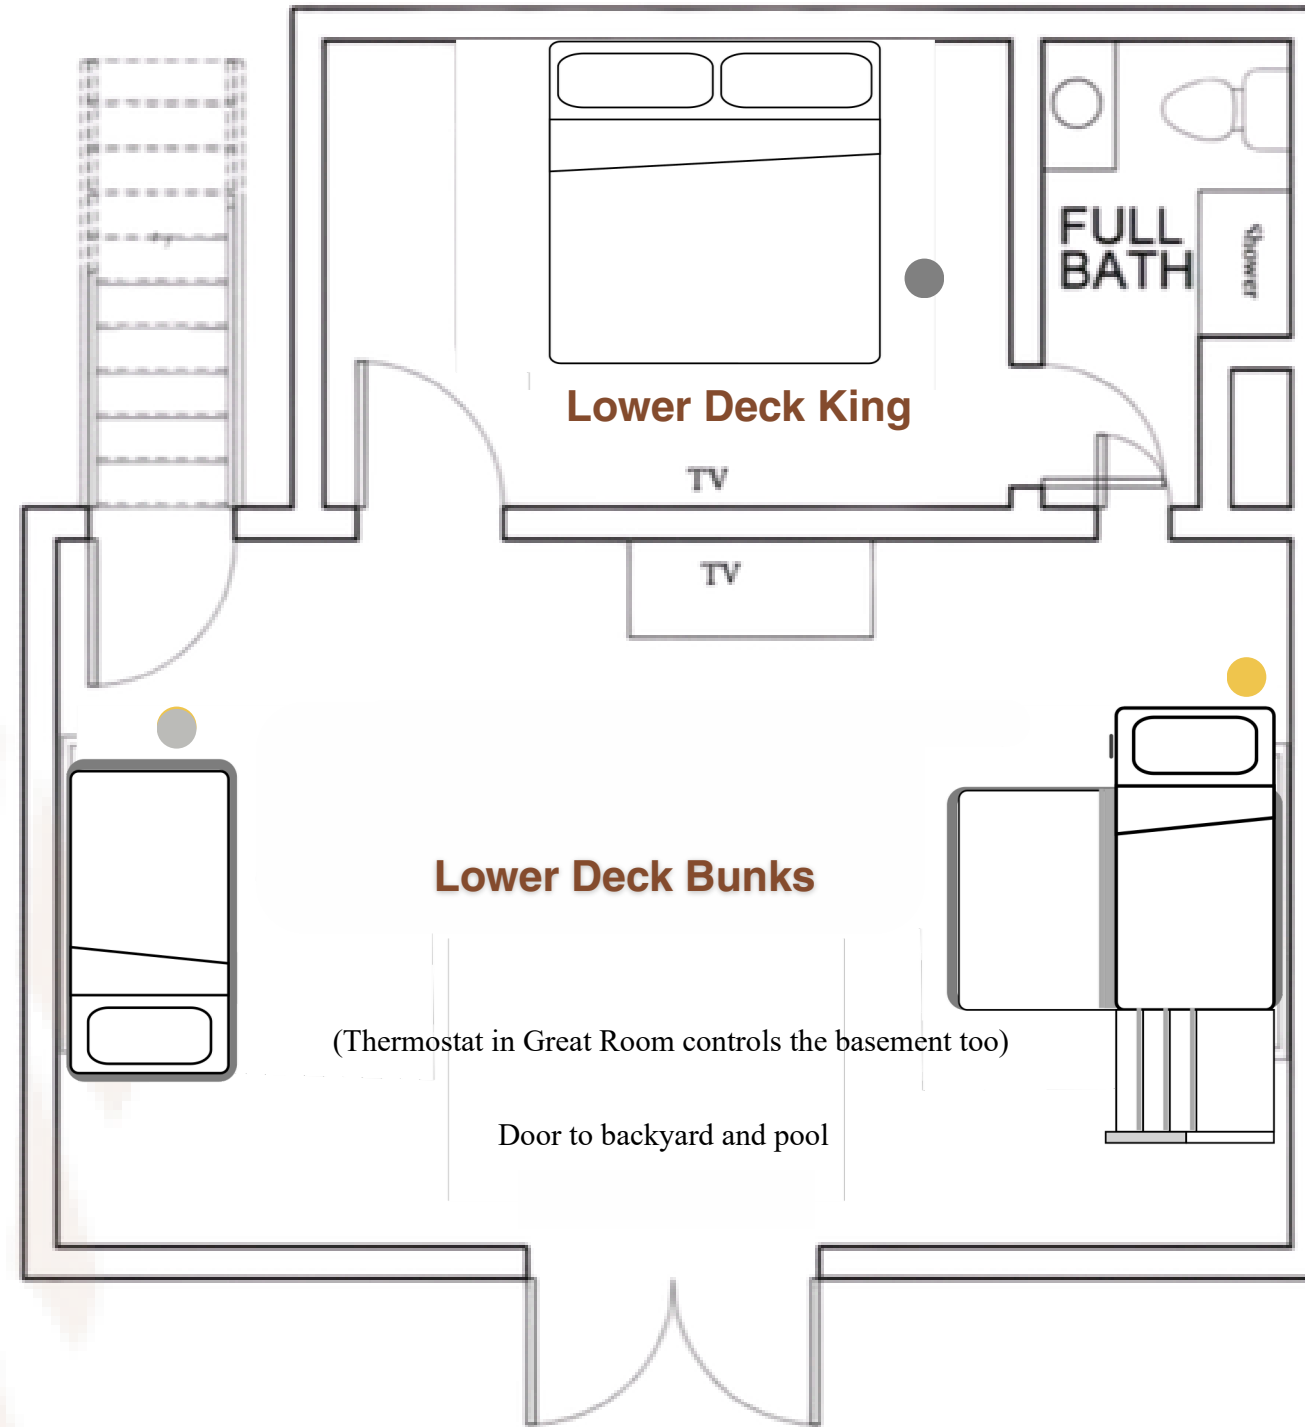 FULL
BATH
Shower
Lower Deck King
TV
TV
Lower Deck Bunks
(Thermostat in Great Room controls the basement too)
Door to backyard and pool